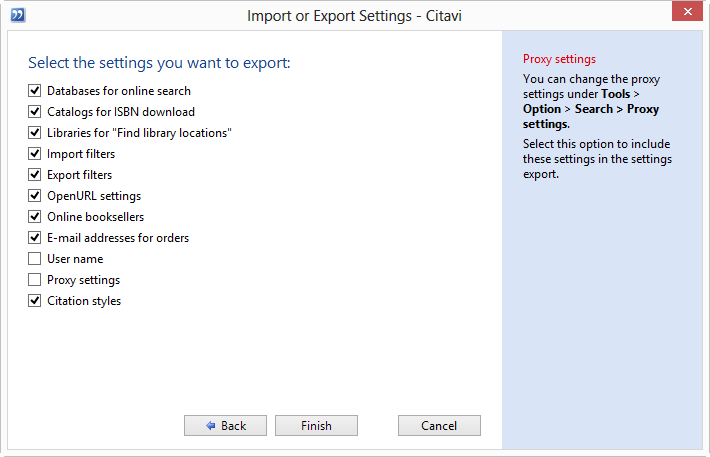 Import or Export Settings - Citavi
Select the settings you want to export:
Databases for online search
Catalogs for ISBN download
Libraries for "Find library locations"
Import filters
Export filters
OpenURL settings
Online booksellers
E-mail addresses for orders
User name
Proxy settings
Citation styles
Proxy settings
You can change the proxy
settings under Tools >
Option > Search > Proxy
settings.
Select this option to include
these settings in the settings
export.
Back
Finish
Cancel